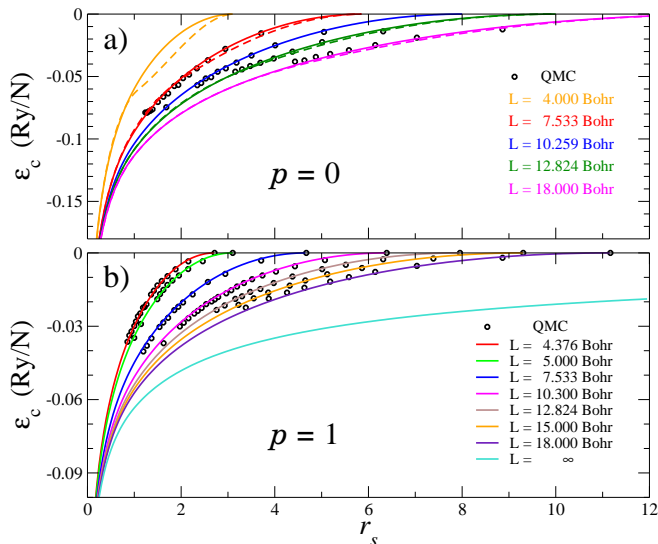 a)
0
-0.05
-0.1
-0.15
ε_c (Ry/N)
QMC
L = 4.000 Bohr
L = 7.533 Bohr
L = 10.259 Bohr
L = 12.824 Bohr
L = 18.000 Bohr
p = 0
b)
0
-0.03
-0.06
-0.09
ε_c (Ry/N)
QMC
L = 4.376 Bohr
L = 5.000 Bohr
L = 7.533 Bohr
L = 10.300 Bohr
L = 12.824 Bohr
L = 15.000 Bohr
L = 18.000 Bohr
L = ∞
p = 1
0 2 4 6 8 10 12
r_s